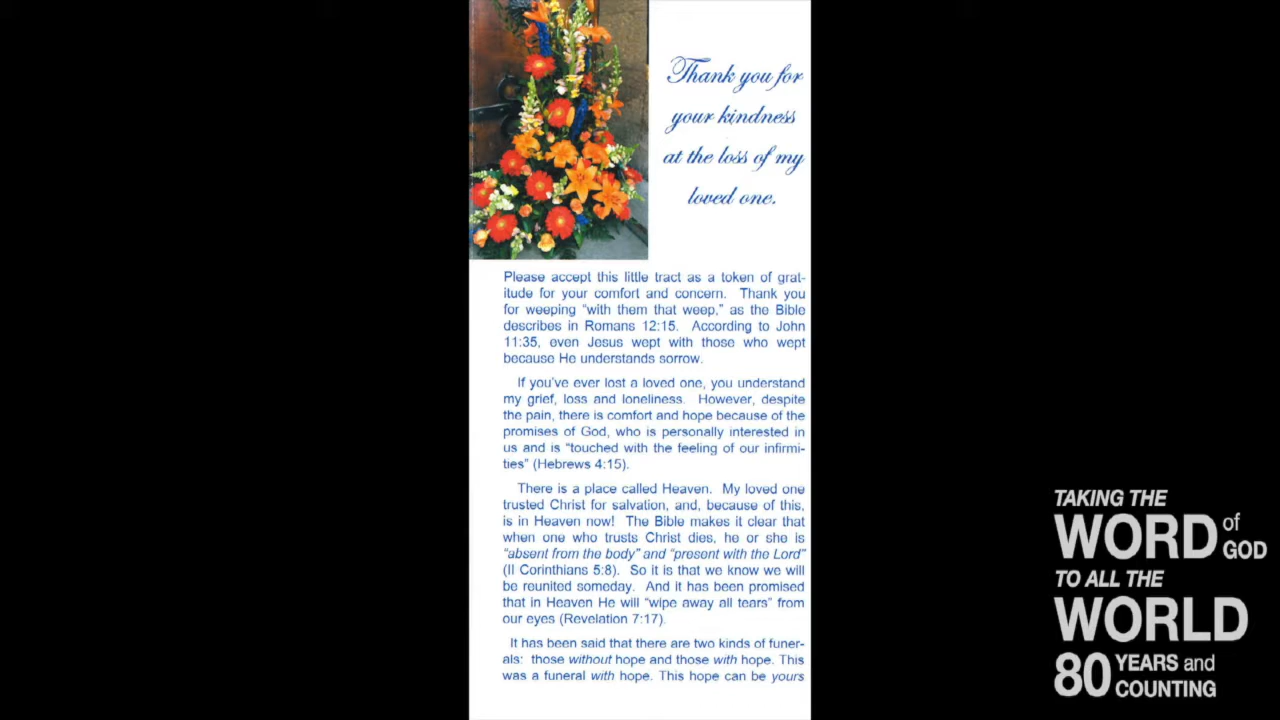 Thank you for
your kindness
at the loss of my
loved one.
Please accept this little tract as a token of grat-
itude for your comfort and concern. Thank you
for weeping “with them that weep,” as the Bible
describes in Romans 12:15. According to John
11:35, even Jesus wept with those who wept
because He understands sorrow.
If you’ve ever lost a loved one, you understand
my grief, loss and loneliness. However, despite
the pain, there is comfort and hope because of the
promises of God, who is personally interested in
us and is “touched with the feeling of our infirmi-
ties” (Hebrews 4:15).
There is a place called Heaven. My loved one
trusted Christ for salvation, and, because of this,
is in Heaven now! The Bible makes it clear that
when one who trusts Christ dies, he or she is
“absent from the body” and “present with the Lord”
(II Corinthians 5:8). So it is that we know we will
be reunited someday. And it has been promised
that in Heaven He will “wipe away all tears” from
our eyes (Revelation 7:17).
It has been said that there are two kinds of funer-
als: those without hope and those with hope. This
was a funeral with hope. This hope can be yours
TAKING THE
WORD of GOD
TO ALL THE
WORLD
80 YEARS and COUNTING